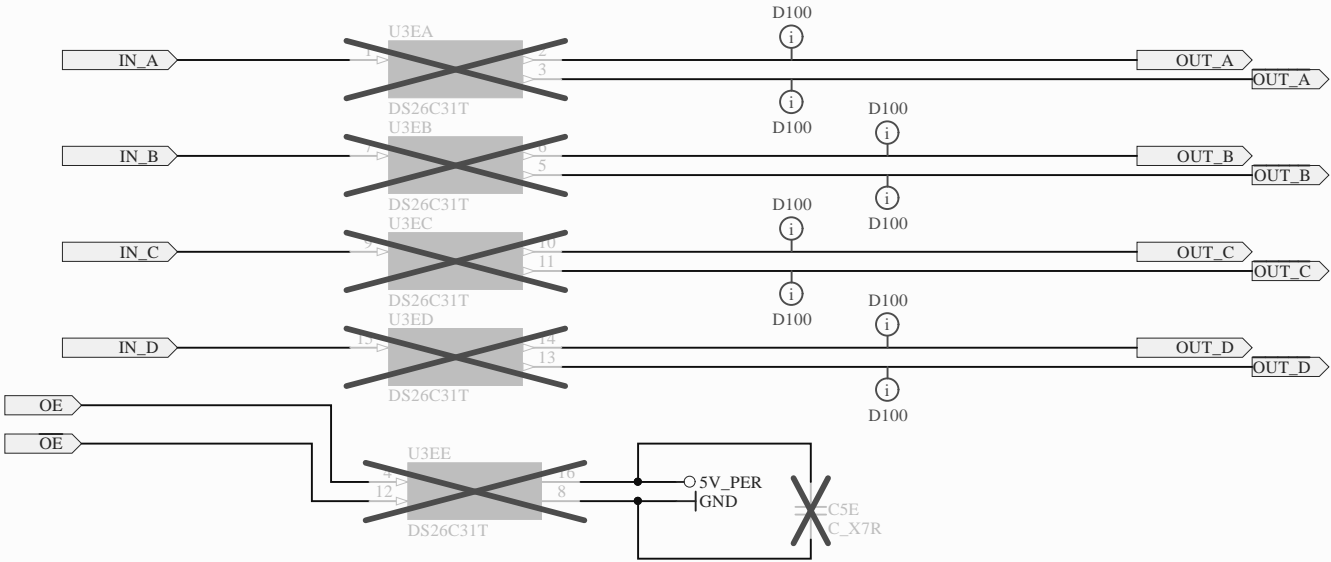 D100
U3EA
IN_A 1 2 OUT_A
3 OUT_A
DS26C31T D100 D100
U3EB
IN_B 7 6 OUT_B
5 OUT_B
DS26C31T D100 D100
U3EC
IN_C 9 10 OUT_C
11 OUT_C
DS26C31T D100 D100
U3ED
IN_D 15 14 OUT_D
13 OUT_D
DS26C31T D100
OE
OE
U3EE
4 16 5V_PER
12 8 GND
C5E
DS26C31T C_X7R